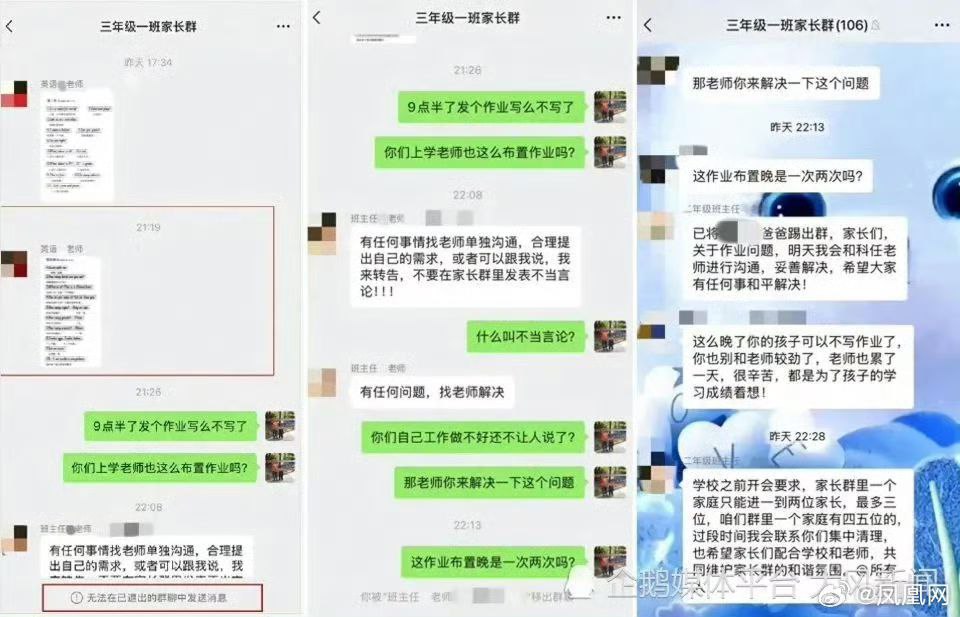 三年级一班家长群
昨天 17:34
英语 老师
21:19
英语 老师
21:26
9点半了发个作业写么不写了
你们上学老师也这么布置作业吗?
22:08
班主任 老师
有任何事情找老师单独沟通，合理提
出自己的需求，或者可以跟我说，我
无法在已退出的群聊中发送消息
三年级一班家长群
21:26
9点半了发个作业写么不写了
你们上学老师也这么布置作业吗?
22:08
班主任 老师
有任何事情找老师单独沟通，合理提
出自己的需求，或者可以跟我说，我
来转告，不要在家长群里发表不当言
论!!!
什么叫不当言论?
班主任 老师
有任何问题，找老师解决
你们自己工作做不好还不让人说了?
那老师你来解决一下这个问题
22:13
这作业布置晚是一次两次吗?
你被"班主任 老师 "移出群聊
三年级一班家长群(106)
那老师你来解决一下这个问题
昨天 22:13
这作业布置晚是一次两次吗?
二年级班主任
已将 爸爸踢出群，家长们，
关于作业问题，明天我会和科任老
师进行沟通，妥善解决，希望大家
有任何事和平解决!
这么晚了你的孩子可以不写作业了，
你也别和老师较劲了，老师也累了
一天，很辛苦，都是为了孩子的学
习成绩着想!
昨天 22:28
二年级班主任
学校之前开会要求，家长群里一个
家庭只能进一到两位家长，最多三
位，咱们群里一个家庭有四五位的，
过段时间我会联系你们集中清理，
也希望家长们配合学校和老师，共
同维护家长群的和谐氛围。@所有
企鹅媒体平台 大风新闻
@凤凰网